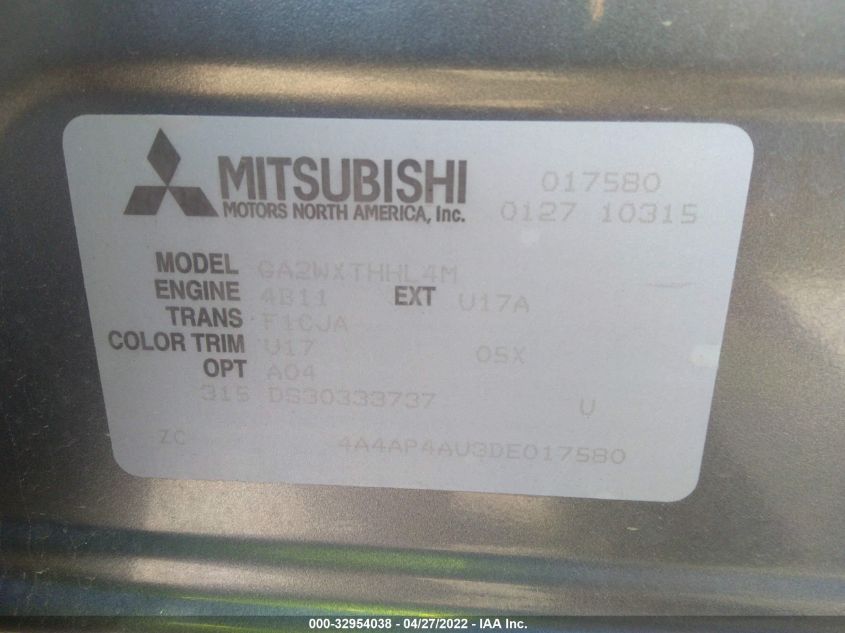 MITSUBISHI 017580
MOTORS NORTH AMERICA, Inc. 0127 10315
MODEL GA2WXTHHL4M
ENGINE 4B11 EXT U17A
TRANS F1CJA
COLOR TRIM U17 05X
OPT A04
315 DS30333737 V
ZC 4A4AP4AU3DE017580
000-32954038 - 04/27/2022 - IAA Inc.